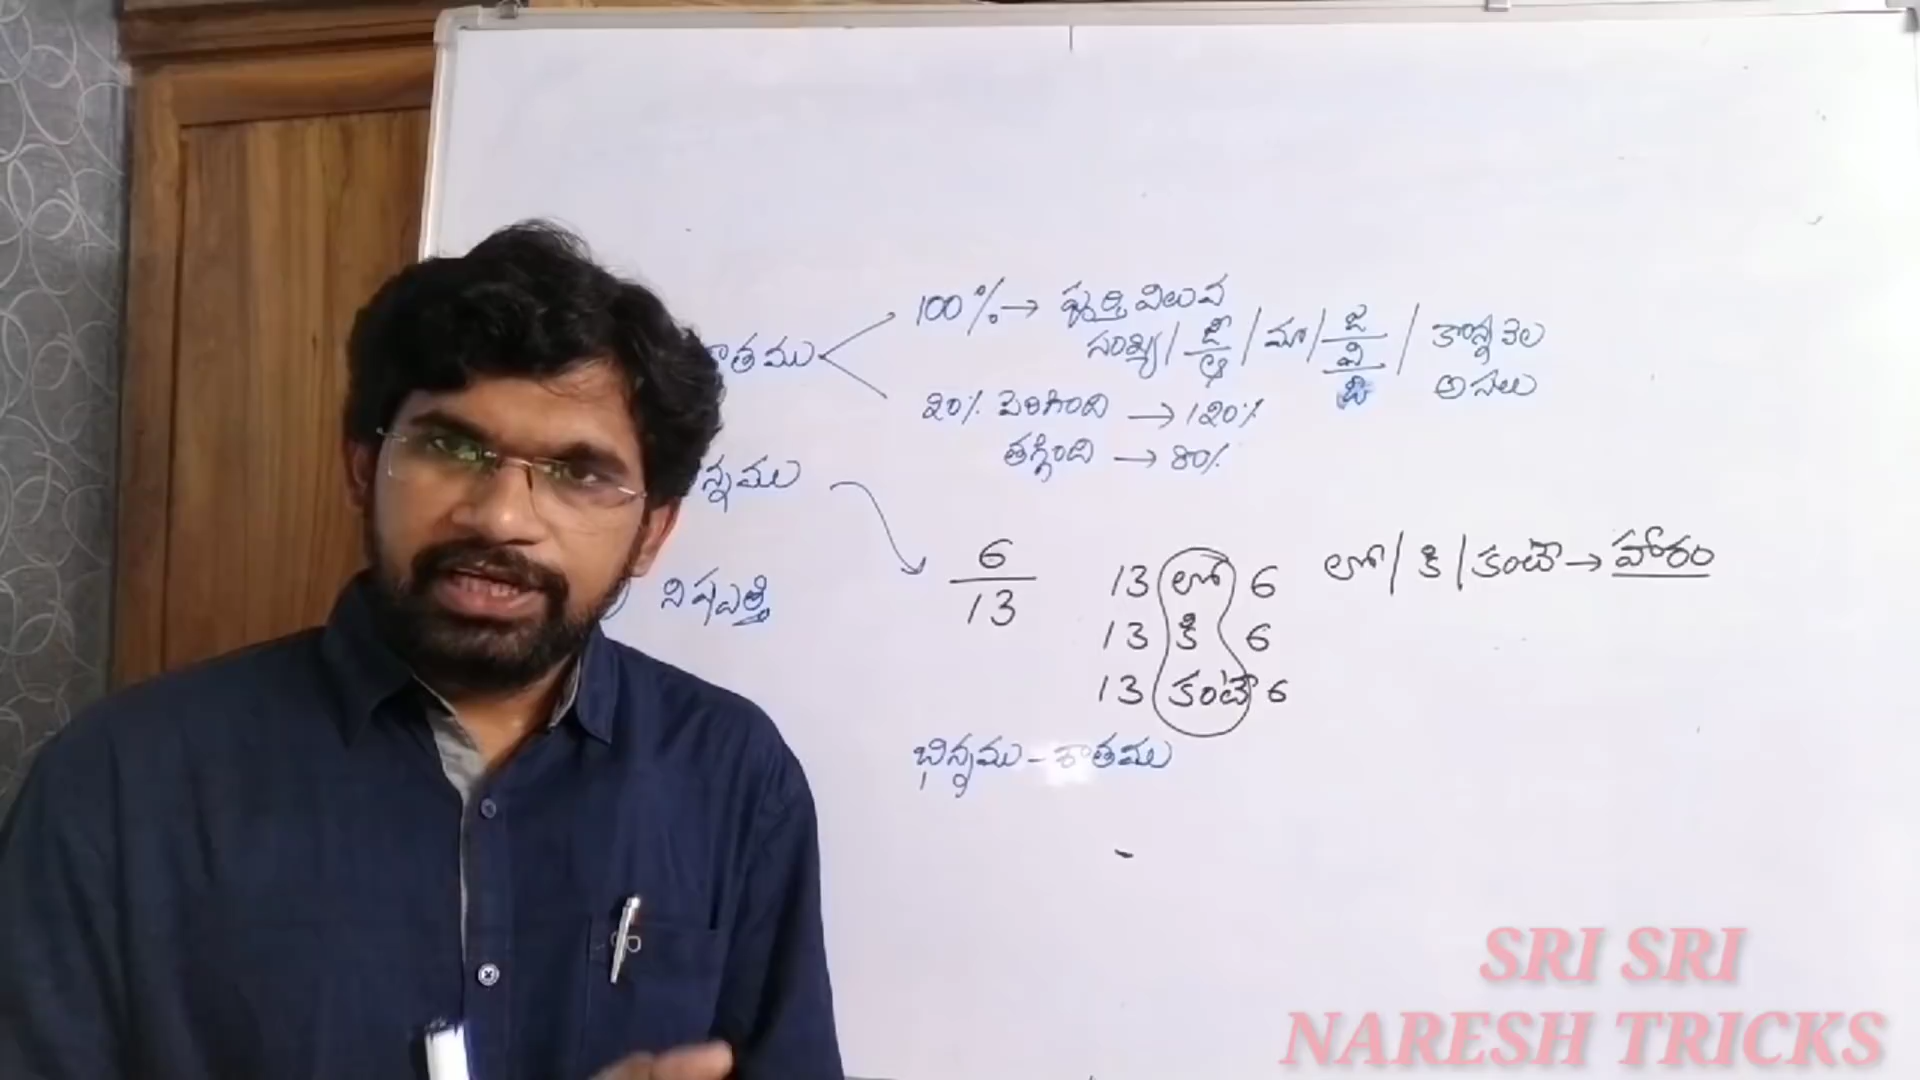 100% → పూర్తి విలువ
శాతము
సంఖ్య / జీ/ఆ / మా / జ/వి/డి / కొన్నవెల
అసలు
20% పెరిగింది → 120%
తగ్గింది → 80%
న్నము
6/13
13 లో 6
లో / కి / కంటే → హారం
నిష్పత్తి
13 కి 6
13 కంటే 6
భిన్నము - శాతము
SRI SRI
NARESH TRICKS